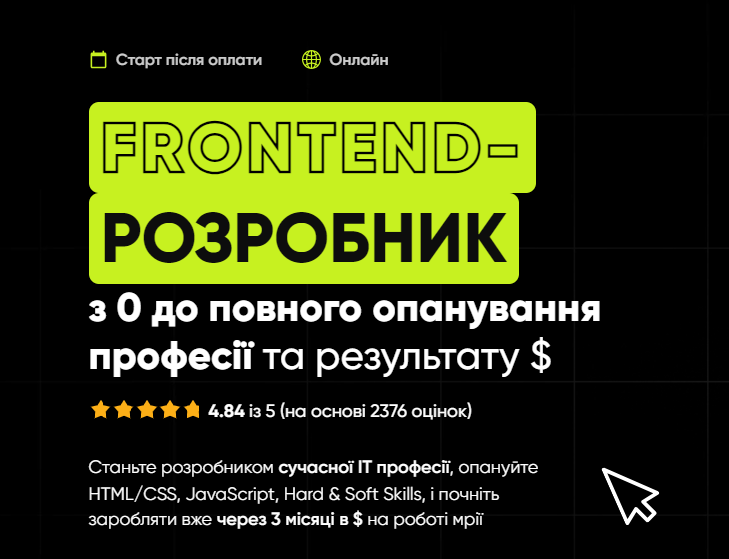 Старт після оплати Онлайн
FRONTEND-
РОЗРОБНИК
з 0 до повного опанування
професії та результату $
4.84 із 5 (на основі 2376 оцінок)
Станьте розробником сучасної IT професії, опануйте
HTML/CSS, JavaScript, Hard & Soft Skills, і почніть
заробляти вже через 3 місяці в $ на роботі мрії